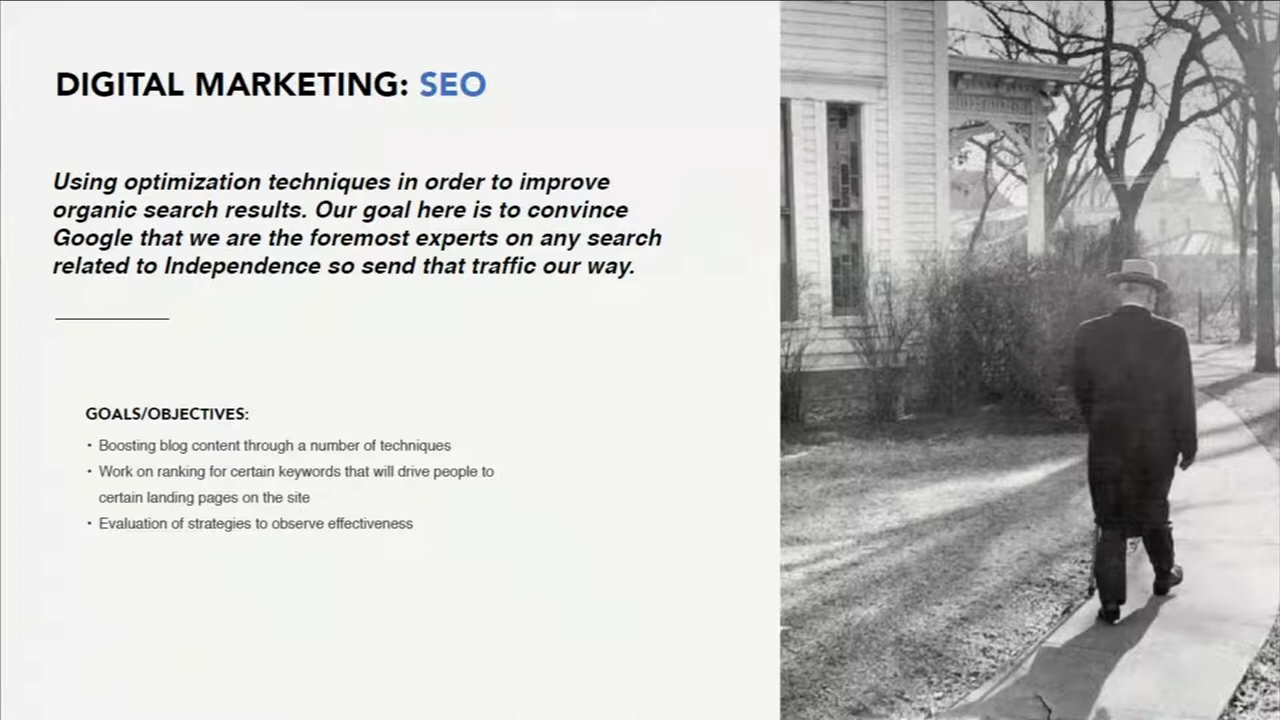 DIGITAL MARKETING: SEO
Using optimization techniques in order to improve
organic search results. Our goal here is to convince
Google that we are the foremost experts on any search
related to Independence so send that traffic our way.
GOALS/OBJECTIVES:
• Boosting blog content through a number of techniques
• Work on ranking for certain keywords that will drive people to
certain landing pages on the site
• Evaluation of strategies to observe effectiveness